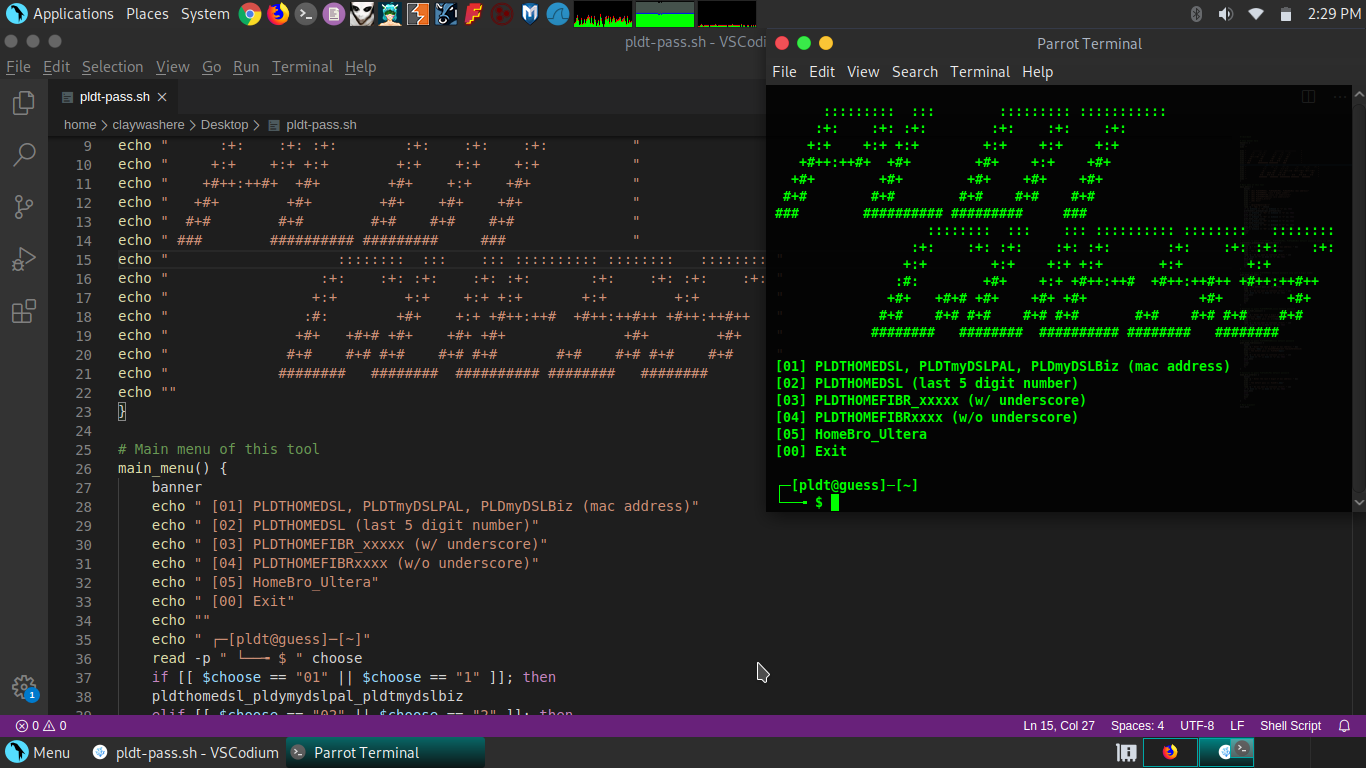 Applications Places System 2:29 PM
pldt-pass.sh - VSCodi
File Edit Selection View Go Run Terminal Help
pldt-pass.sh
home > claywashere > Desktop > pldt-pass.sh
9 echo "      :+:    :+: :+:         :+:    :+:    :+:          "
10 echo "     +:+    +:+ +:+        +:+    +:+    +:+           "
11 echo "    +#++:++#+  +#+        +#+    +:+    +#+            "
12 echo "   +#+        +#+        +#+    +#+    +#+             "
13 echo "  #+#        #+#        #+#    #+#    #+#              "
14 echo " ###        ########## #########     ###               "
15 echo "                    ::::::::  :::    ::: :::::::::: ::::::::   ::::::::
16 echo "                  :+:    :+: :+:    :+: :+:       :+:    :+: :+:    :+:
17 echo "                 +:+        +:+    +:+ +:+       +:+        +:+
18 echo "                :#:        +#+    +:+ +#++:++#  +#++:++#++ +#++:++#++
19 echo "               +#+   +#+# +#+    +#+ +#+              +#+        +#+
20 echo "              #+#    #+# #+#    #+# #+#       #+#    #+# #+#    #+#
21 echo "             ########   ########  ########## ########   ########
22 echo ""
23 }
24
25 # Main menu of this tool
26 main_menu() {
27 banner
28 echo " [01] PLDTHOMEDSL, PLDTmyDSLPAL, PLDmyDSLBiz (mac address)"
29 echo " [02] PLDTHOMEDSL (last 5 digit number)"
30 echo " [03] PLDTHOMEFIBR_xxxxx (w/ underscore)"
31 echo " [04] PLDTHOMEFIBRxxxx (w/o underscore)"
32 echo " [05] HomeBro_Ultera"
33 echo " [00] Exit"
34 echo ""
35 echo " ┌─[pldt@guess]─[~]"
36 read -p " └──╼ $ " choose
37 if [[ $choose == "01" || $choose == "1" ]]; then
38 pldthomedsl_pldymydslpal_pldtmydslbiz
39 elif [[ $choose == "02" || $choose == "2" ]]; then
Parrot Terminal
File Edit View Search Terminal Help
      :::::::::  :::        ::::::::: :::::::::::
     :+:    :+: :+:        :+:    :+:    :+:
    +:+    +:+ +:+        +:+    +:+    +:+
   +#++:++#+  +#+        +#+    +:+    +#+
  +#+        +#+        +#+    +#+    +#+
 #+#        #+#        #+#    #+#    #+#
###        ########## #########     ###
                   ::::::::  :::    ::: :::::::::: ::::::::   ::::::::
                 :+:    :+: :+:    :+: :+:       :+:    :+: :+:    :+:
                +:+        +:+    +:+ +:+       +:+        +:+
               :#:        +#+    +:+ +#++:++#  +#++:++#++ +#++:++#++
              +#+   +#+# +#+    +#+ +#+              +#+        +#+
             #+#    #+# #+#    #+# #+#       #+#    #+# #+#    #+#
            ########   ########  ########## ########   ########
[01] PLDTHOMEDSL, PLDTmyDSLPAL, PLDmyDSLBiz (mac address)
[02] PLDTHOMEDSL (last 5 digit number)
[03] PLDTHOMEFIBR_xxxxx (w/ underscore)
[04] PLDTHOMEFIBRxxxx (w/o underscore)
[05] HomeBro_Ultera
[00] Exit
┌─[pldt@guess]─[~]
└──╼ $
1
0 0 Ln 15, Col 27 Spaces: 4 UTF-8 LF Shell Script
Menu pldt-pass.sh - VSCodium Parrot Terminal